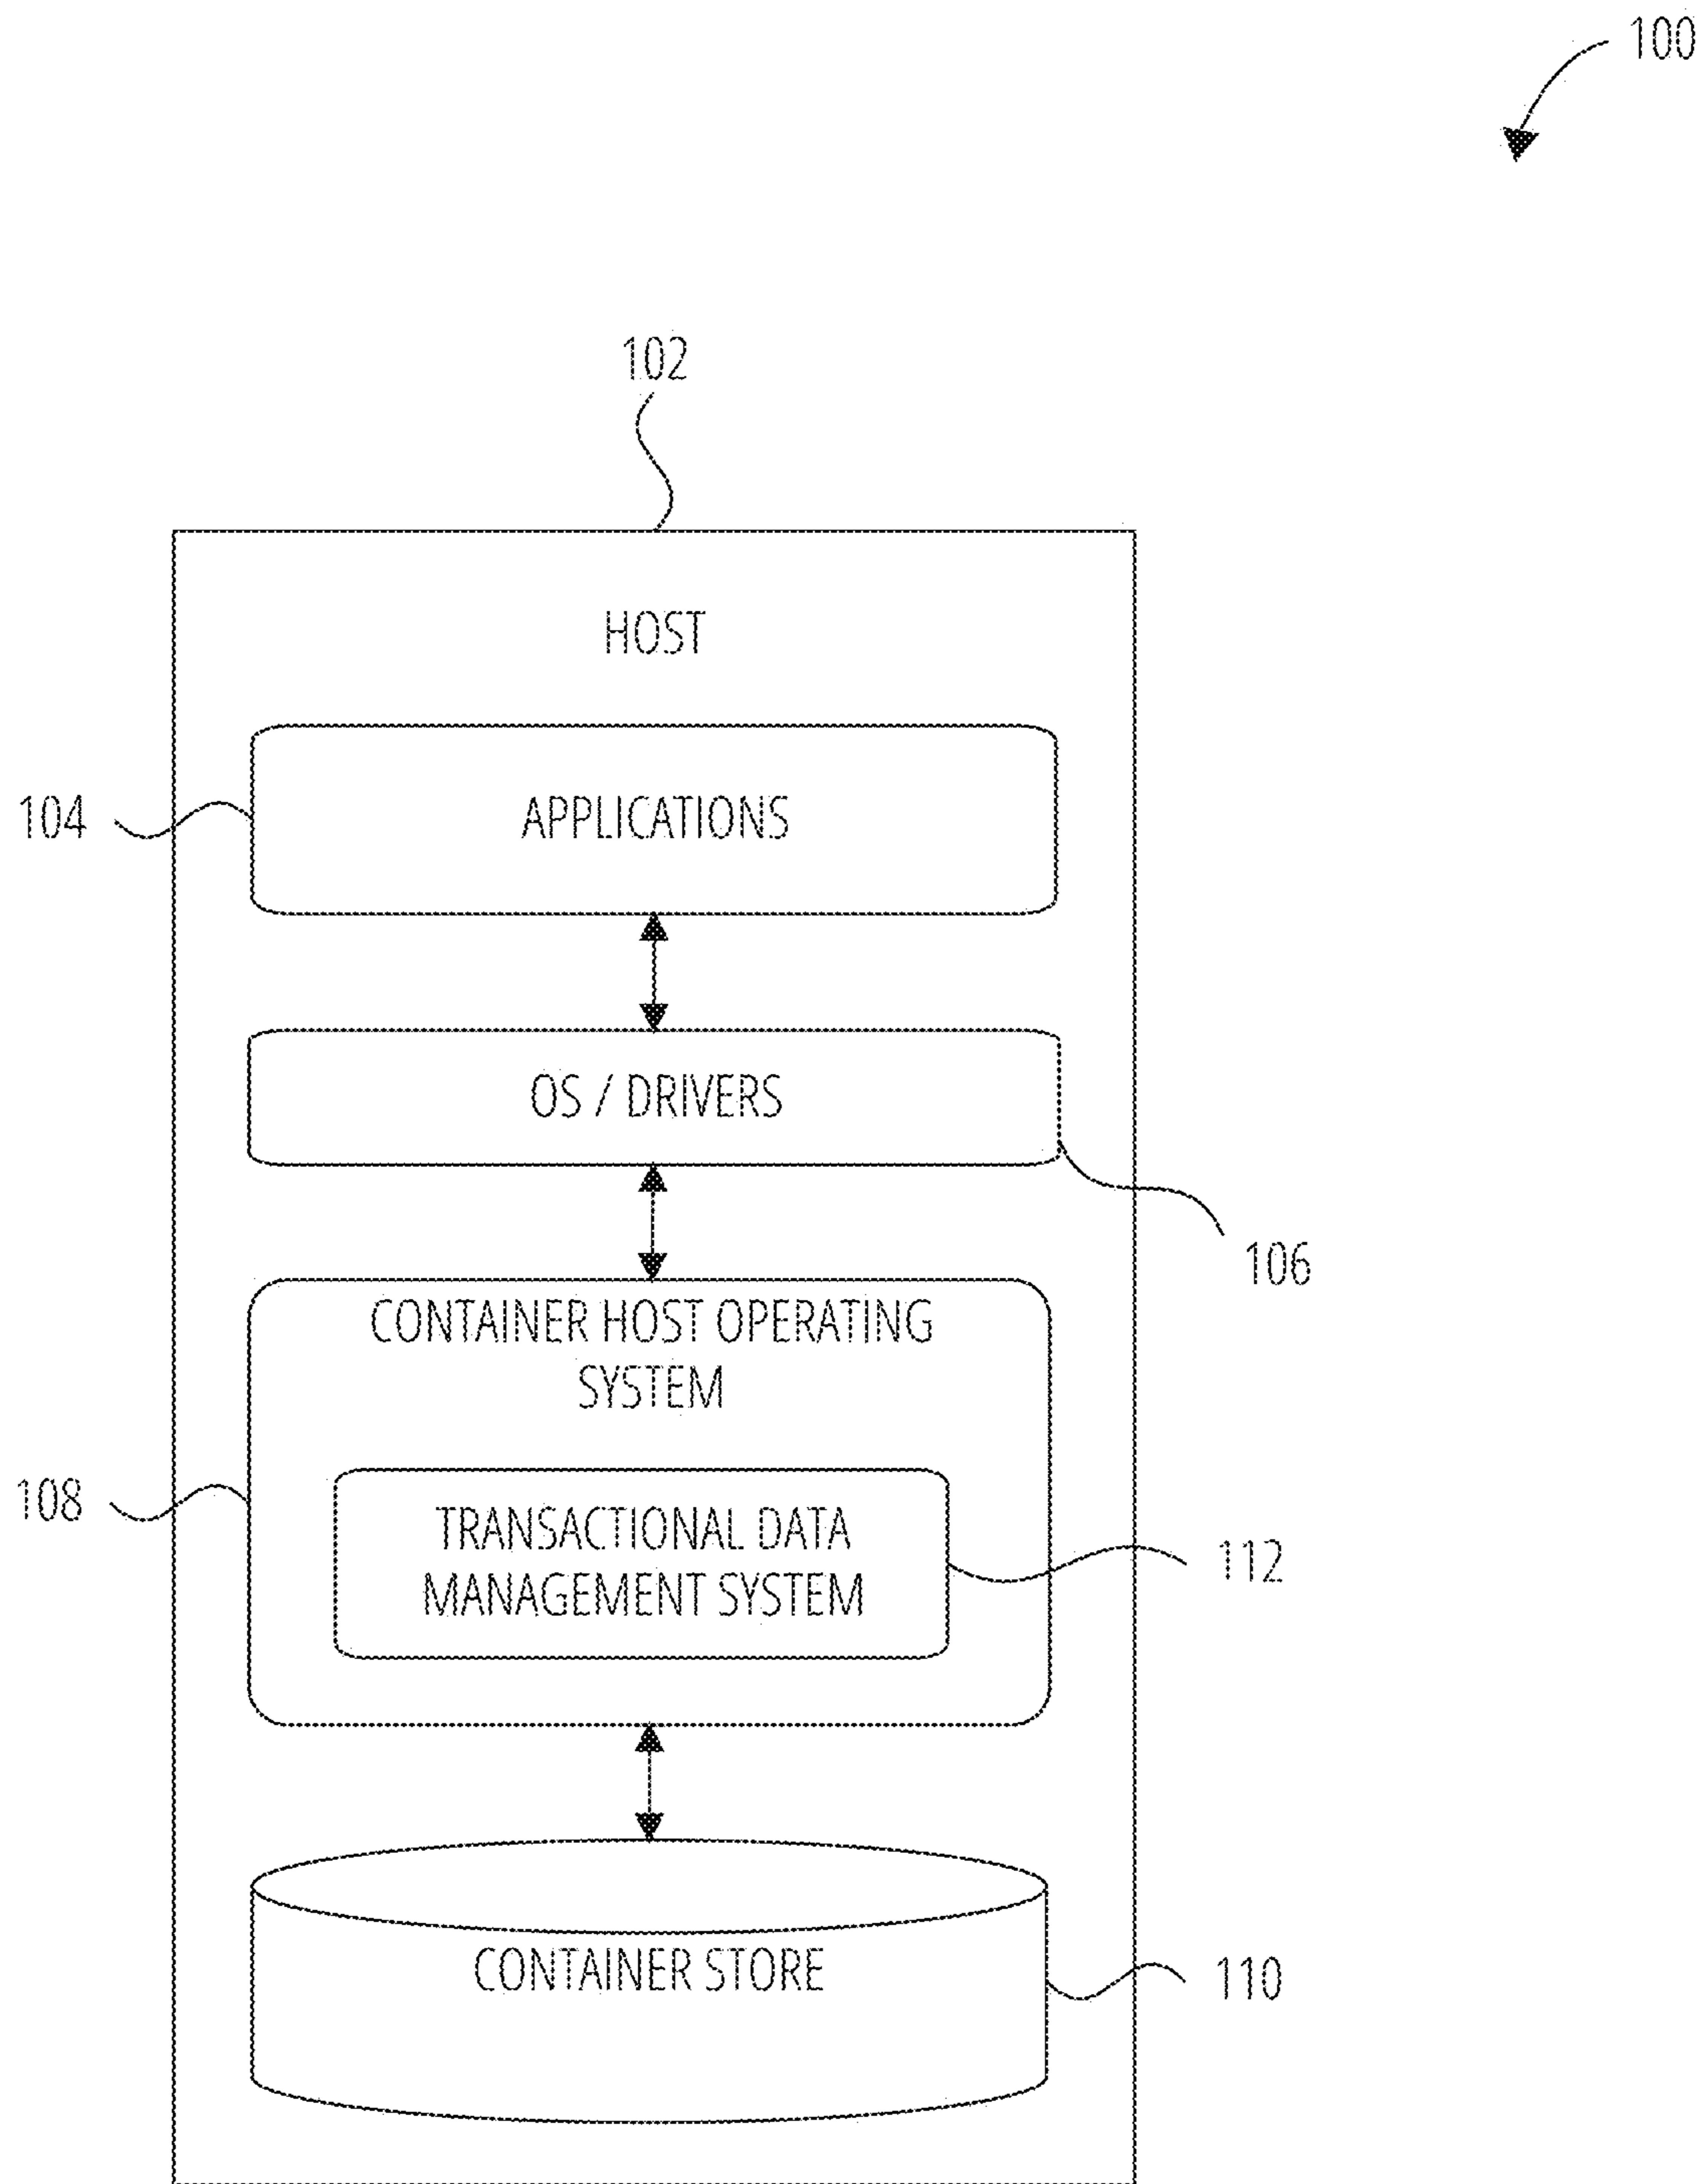 100
102
HOST
104
APPLICATIONS
OS / DRIVERS
106
CONTAINER HOST OPERATING
SYSTEM
108
TRANSACTIONAL DATA
MANAGEMENT SYSTEM
112
CONTAINER STORE
110